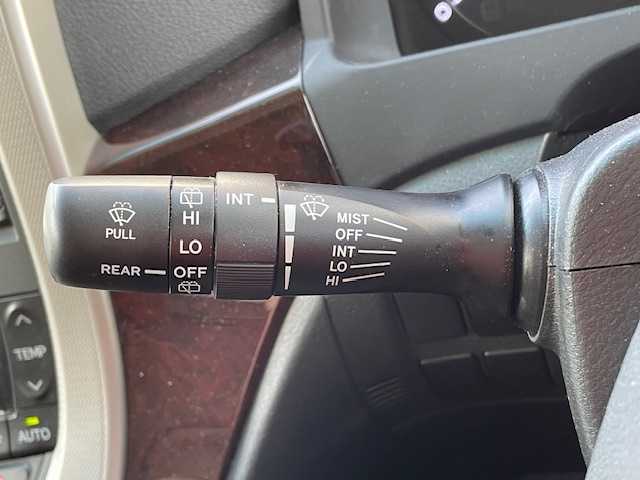 PULL
REAR
HI
LO
OFF
INT
MIST
OFF
INT
LO
HI
TEMP
AUTO